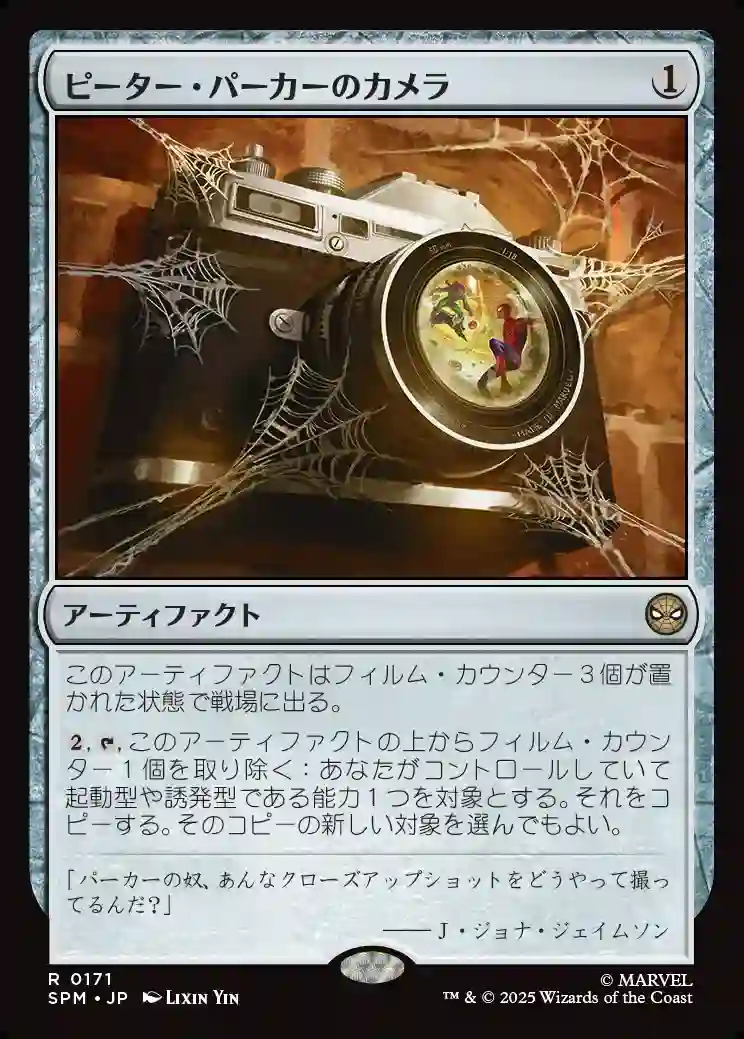 ピーター・パーカーのカメラ 1
50mm 1:18
MADE IN MARVEL
アーティファクト
このアーティファクトはフィルム・カウンター3個が置
かれた状態で戦場に出る。
2, , このアーティファクトの上からフィルム・カウン
ター1個を取り除く：あなたがコントロールしていて
起動型や誘発型である能力1つを対象とする。それをコ
ピーする。そのコピーの新しい対象を選んでもよい。
「パーカーの奴、あんなクローズアップショットをどうやって撮っ
てるんだ？」
―― J・ジョナ・ジェイムソン
R 0171
SPM • JP LIXIN YIN
© MARVEL
™ & © 2025 Wizards of the Coast